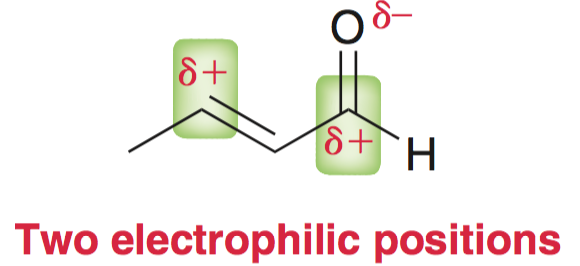 O δ−
δ+
δ+
H
Two electrophilic positions